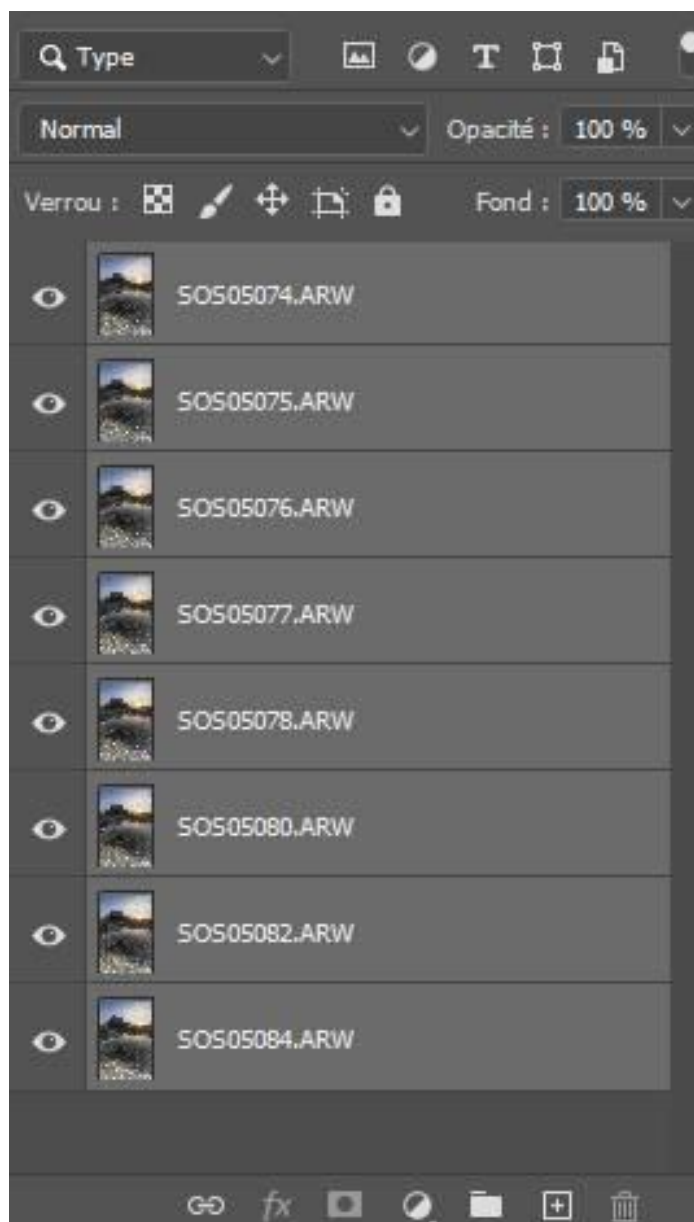 Type
Normal Opacité : 100 %
Verrou : Fond : 100 %
SOS05074.ARW
SOS05075.ARW
SOS05076.ARW
SOS05077.ARW
SOS05078.ARW
SOS05080.ARW
SOS05082.ARW
SOS05084.ARW
fx